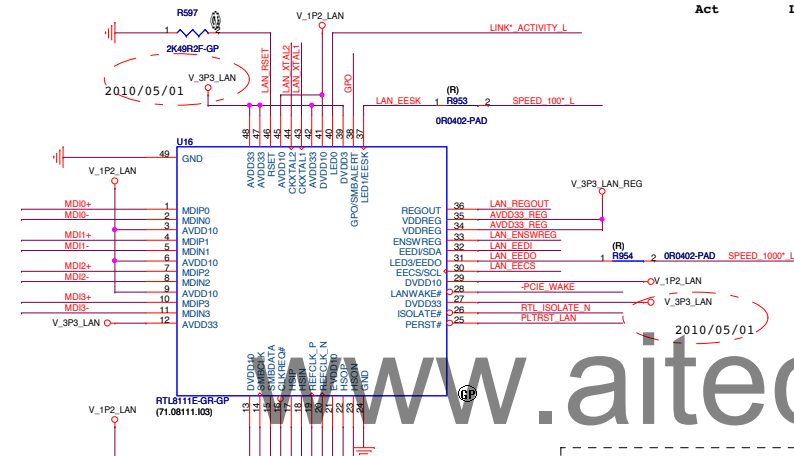 Act
R597
1
2K49R2F-GP
V_1P2_LAN
LINK*_ACTIVITY_L
V_3P3_LAN
2010/05/01
LAN_RSET
LAN_XTAL2
LAN_XTAL1
GPO
LAN_EESK
1
(R)
R953
2
SPEED_100*_L
0R0402-PAD
48
47
46
45
44
43
42
41
40
39
38
37
U16
49
GND
AVDD33
AVDD33
RSET
AVDD10
CKXTAL2
CKXTAL1
AVDD33
DVDD10
LED0
DVDD3
GPO/SMBALERT
LED1/EESK
V_1P2_LAN
V_3P3_LAN_REG
MDI0+ 1 MDIP0
MDI0- 2 MDIN0
3 AVDD10
MDI1+ 4 MDIP1
MDI1- 5 MDIN1
6 AVDD10
MDI2+ 7 MDIP2
MDI2- 8 MDIN2
9 AVDD10
MDI3+ 10 MDIP3
MDI3- 11 MDIN3
V_3P3_LAN 12 AVDD33
REGOUT 36 LAN_REGOUT
VDDREG 35 AVDD33_REG
VDDREG 34 AVDD33_REG
ENSWREG 33 LAN_ENSWREG
EEDI/SDA 32 LAN_EEDI
LED3/EEDO 31 LAN_EEDO
EECS/SCL 30 LAN_EECS
DVDD10 29 V_1P2_LAN
LANWAKE# 28 -PCIE_WAKE
DVDD33 27 V_3P3_LAN
ISOLATE# 26 RTL_ISOLATE_N
PERST# 25 PLTRST_LAN
(R)
1 R954 2 0R0402-PAD SPEED_1000*_L
2010/05/01
DVDD10
SMBCLK
SMBDATA
CLKREQ#
HSIP
HSIN
REFCLK_P
REFCLK_N
EVDD10
HSOP
HSON
GND
RTL8111E-GR-GP
(71.08111.I03)
13
14
15
16
17
18
19
20
21
22
23
24
GP
V_1P2_LAN
www.aitec